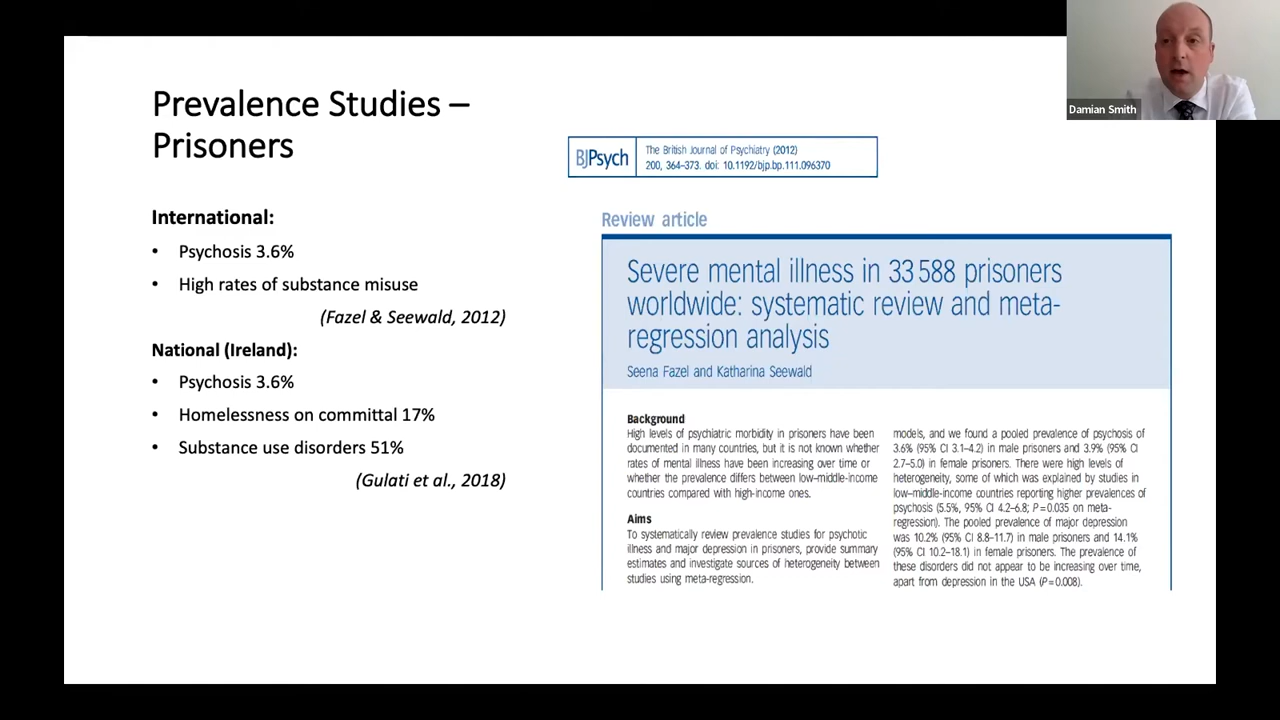 Prevalence Studies –
Prisoners
International:
• Psychosis 3.6%
• High rates of substance misuse
(Fazel & Seewald, 2012)
National (Ireland):
• Psychosis 3.6%
• Homelessness on committal 17%
• Substance use disorders 51%
(Gulati et al., 2018)
BJPsych
The British Journal of Psychiatry (2012)
200, 364–373. doi: 10.1192/bjp.bp.111.096370
Review article
Severe mental illness in 33 588 prisoners
worldwide: systematic review and meta-
regression analysis
Seena Fazel and Katharina Seewald
Background
High levels of psychiatric morbidity in prisoners have been
documented in many countries, but it is not known whether
rates of mental illness have been increasing over time or
whether the prevalence differs between low–middle-income
countries compared with high-income ones.
Aims
To systematically review prevalence studies for psychotic
illness and major depression in prisoners, provide summary
estimates and investigate sources of heterogeneity between
studies using meta-regression.
models, and we found a pooled prevalence of psychosis of
3.6% (95% CI 3.1–4.2) in male prisoners and 3.9% (95% CI
2.7–5.0) in female prisoners. There were high levels of
heterogeneity, some of which was explained by studies in
low–middle-income countries reporting higher prevalences of
psychosis (5.5%, 95% CI 4.2–6.8; P=0.035 on meta-
regression). The pooled prevalence of major depression
was 10.2% (95% CI 8.8–11.7) in male prisoners and 14.1%
(95% CI 10.2–18.1) in female prisoners. The prevalence of
these disorders did not appear to be increasing over time,
apart from depression in the USA (P=0.008).
Damian Smith